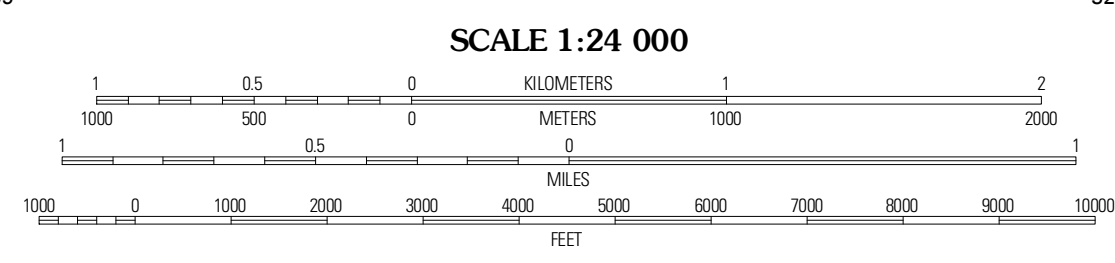 SCALE 1:24 000
1 0.5 0 KILOMETERS 1 2
1000 500 0 METERS 1000 2000
1 0.5 0 1
MILES
1000 0 1000 2000 3000 4000 5000 6000 7000 8000 9000 10000
FEET